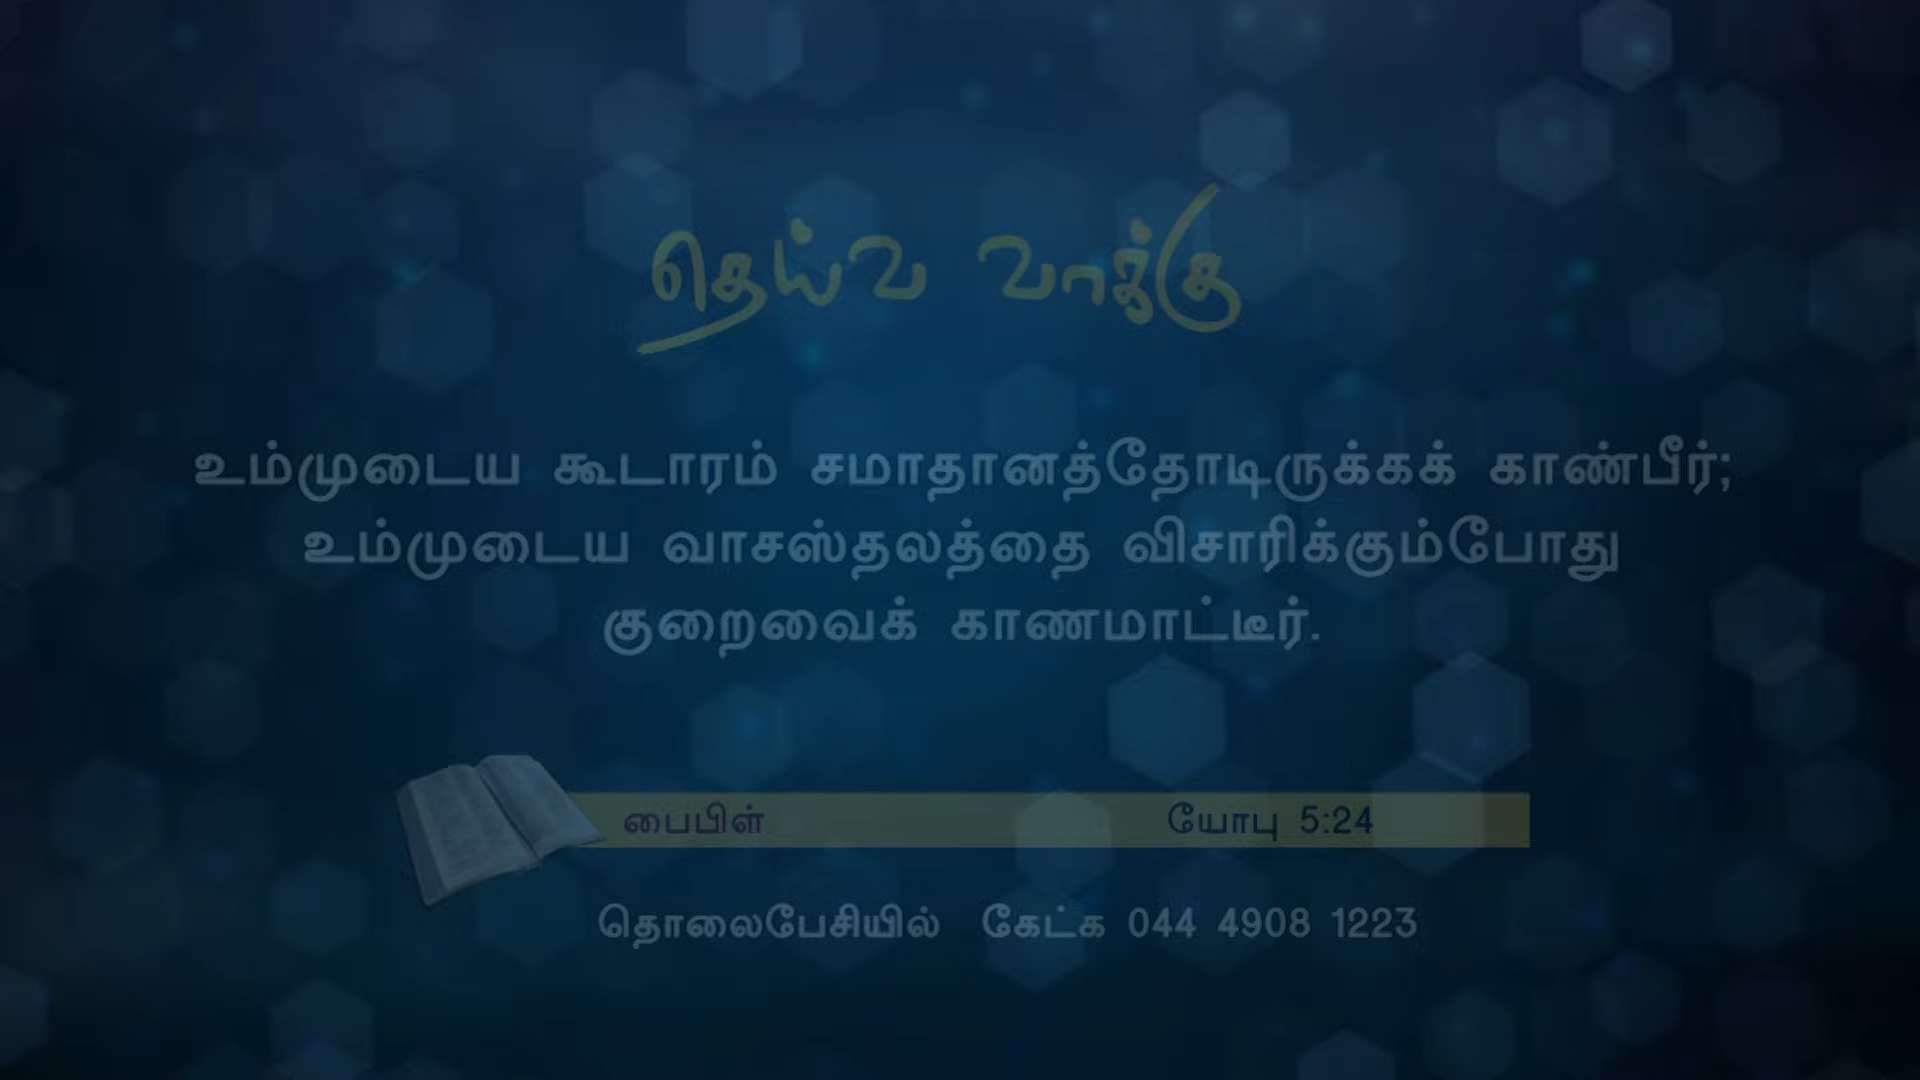 தெய்வ வாக்கு
உம்முடைய கூடாரம் சமாதானத்தோடிருக்கக் காண்பீர்;
உம்முடைய வாசஸ்தலத்தை விசாரிக்கும்போது
குறைவைக் காணமாட்டீர்.
பைபிள் யோபு 5:24
தொலைபேசியில் கேட்க 044 4908 1223